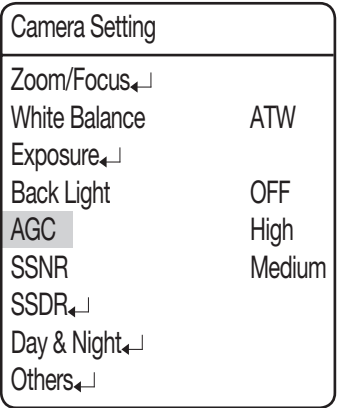 Camera Setting
Zoom/Focus↵
White Balance ATW
Exposure↵
Back Light OFF
AGC High
SSNR Medium
SSDR↵
Day & Night↵
Others↵